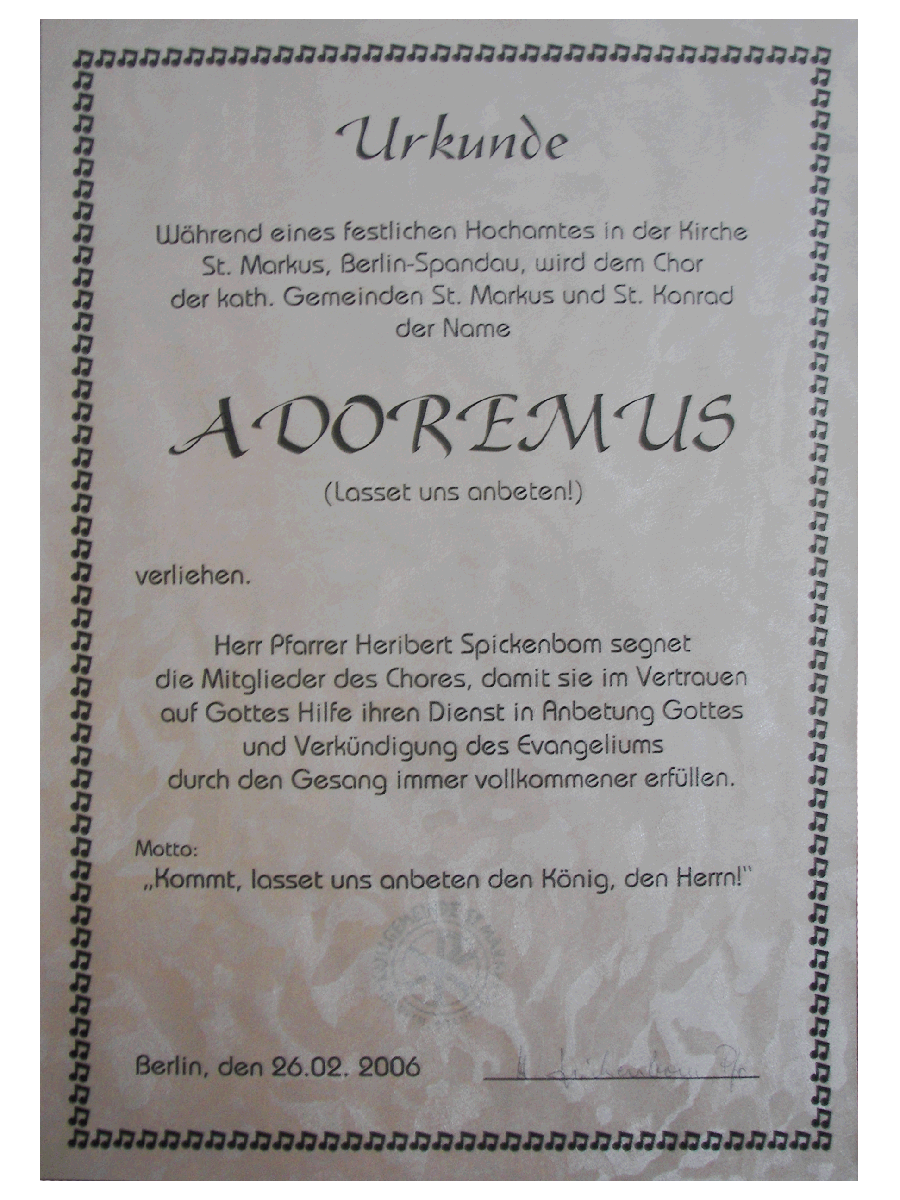 Urkunde
Während eines festlichen Hochamtes in der Kirche
St. Markus, Berlin-Spandau, wird dem Chor
der kath. Gemeinden St. Markus und St. Konrad
der Name
ADOREMUS
(Lasset uns anbeten!)
verliehen.
Herr Pfarrer Heribert Spickenbom segnet
die Mitglieder des Chores, damit sie im Vertrauen
auf Gottes Hilfe ihren Dienst in Anbetung Gottes
und Verkündigung des Evangeliums
durch den Gesang immer vollkommener erfüllen.
Motto:
„Kommt, lasset uns anbeten den König, den Herrn!“
Berlin, den 26.02. 2006